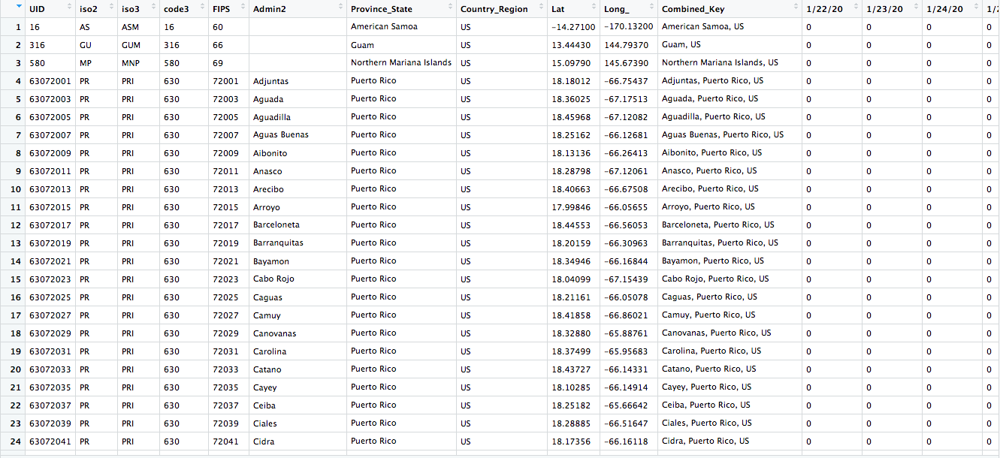 UID iso2 iso3 code3 FIPS Admin2 Province_State Country_Region Lat Long_ Combined_Key 1/22/20 1/23/20 1/24/20
1 16 AS ASM 16 60 American Samoa US −14.27100 −170.13200 American Samoa, US 0 0 0 0
2 316 GU GUM 316 66 Guam US 13.44430 144.79370 Guam, US 0 0 0 0
3 580 MP MNP 580 69 Northern Mariana Islands US 15.09790 145.67390 Northern Mariana Islands, US 0 0 0 0
4 63072001 PR PRI 630 72001 Adjuntas Puerto Rico US 18.18012 −66.75437 Adjuntas, Puerto Rico, US 0 0 0 0
5 63072003 PR PRI 630 72003 Aguada Puerto Rico US 18.36025 −67.17513 Aguada, Puerto Rico, US 0 0 0 0
6 63072005 PR PRI 630 72005 Aguadilla Puerto Rico US 18.45968 −67.12082 Aguadilla, Puerto Rico, US 0 0 0 0
7 63072007 PR PRI 630 72007 Aguas Buenas Puerto Rico US 18.25162 −66.12681 Aguas Buenas, Puerto Rico, US 0 0 0 0
8 63072009 PR PRI 630 72009 Aibonito Puerto Rico US 18.13136 −66.26413 Aibonito, Puerto Rico, US 0 0 0 0
9 63072011 PR PRI 630 72011 Anasco Puerto Rico US 18.28798 −67.12061 Anasco, Puerto Rico, US 0 0 0 0
10 63072013 PR PRI 630 72013 Arecibo Puerto Rico US 18.40663 −66.67508 Arecibo, Puerto Rico, US 0 0 0 0
11 63072015 PR PRI 630 72015 Arroyo Puerto Rico US 17.99846 −66.05655 Arroyo, Puerto Rico, US 0 0 0 0
12 63072017 PR PRI 630 72017 Barceloneta Puerto Rico US 18.44553 −66.56053 Barceloneta, Puerto Rico, US 0 0 0 0
13 63072019 PR PRI 630 72019 Barranquitas Puerto Rico US 18.20159 −66.30963 Barranquitas, Puerto Rico, US 0 0 0 0
14 63072021 PR PRI 630 72021 Bayamon Puerto Rico US 18.34946 −66.16844 Bayamon, Puerto Rico, US 0 0 0 0
15 63072023 PR PRI 630 72023 Cabo Rojo Puerto Rico US 18.04099 −67.15439 Cabo Rojo, Puerto Rico, US 0 0 0 0
16 63072025 PR PRI 630 72025 Caguas Puerto Rico US 18.21161 −66.05078 Caguas, Puerto Rico, US 0 0 0 0
17 63072027 PR PRI 630 72027 Camuy Puerto Rico US 18.41858 −66.86021 Camuy, Puerto Rico, US 0 0 0 0
18 63072029 PR PRI 630 72029 Canovanas Puerto Rico US 18.32880 −65.88761 Canovanas, Puerto Rico, US 0 0 0 0
19 63072031 PR PRI 630 72031 Carolina Puerto Rico US 18.37499 −65.95683 Carolina, Puerto Rico, US 0 0 0 0
20 63072033 PR PRI 630 72033 Catano Puerto Rico US 18.43727 −66.14331 Catano, Puerto Rico, US 0 0 0 0
21 63072035 PR PRI 630 72035 Cayey Puerto Rico US 18.10285 −66.14914 Cayey, Puerto Rico, US 0 0 0 0
22 63072037 PR PRI 630 72037 Ceiba Puerto Rico US 18.25182 −65.66642 Ceiba, Puerto Rico, US 0 0 0 0
23 63072039 PR PRI 630 72039 Ciales Puerto Rico US 18.28885 −66.51647 Ciales, Puerto Rico, US 0 0 0 0
24 63072041 PR PRI 630 72041 Cidra Puerto Rico US 18.17356 −66.16118 Cidra, Puerto Rico, US 0 0 0 0